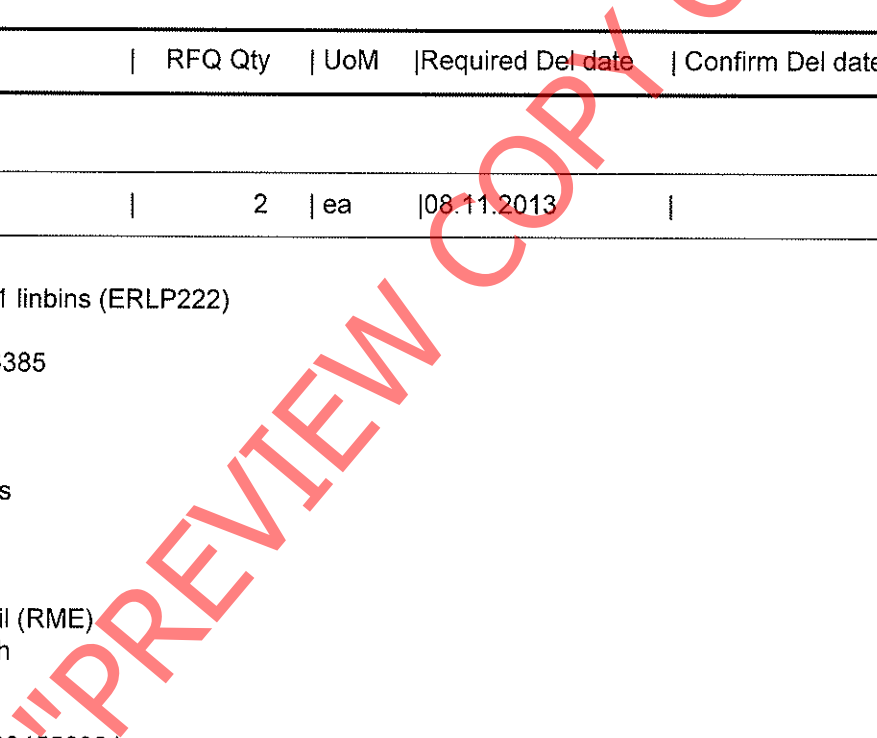 | RFQ Qty | UoM |Required Del date | Confirm Del date
| 2 | ea |08.11.2013 |
1 linbins (ERLP222)
385
s
il (RME)
h
"PREVIEW COPY